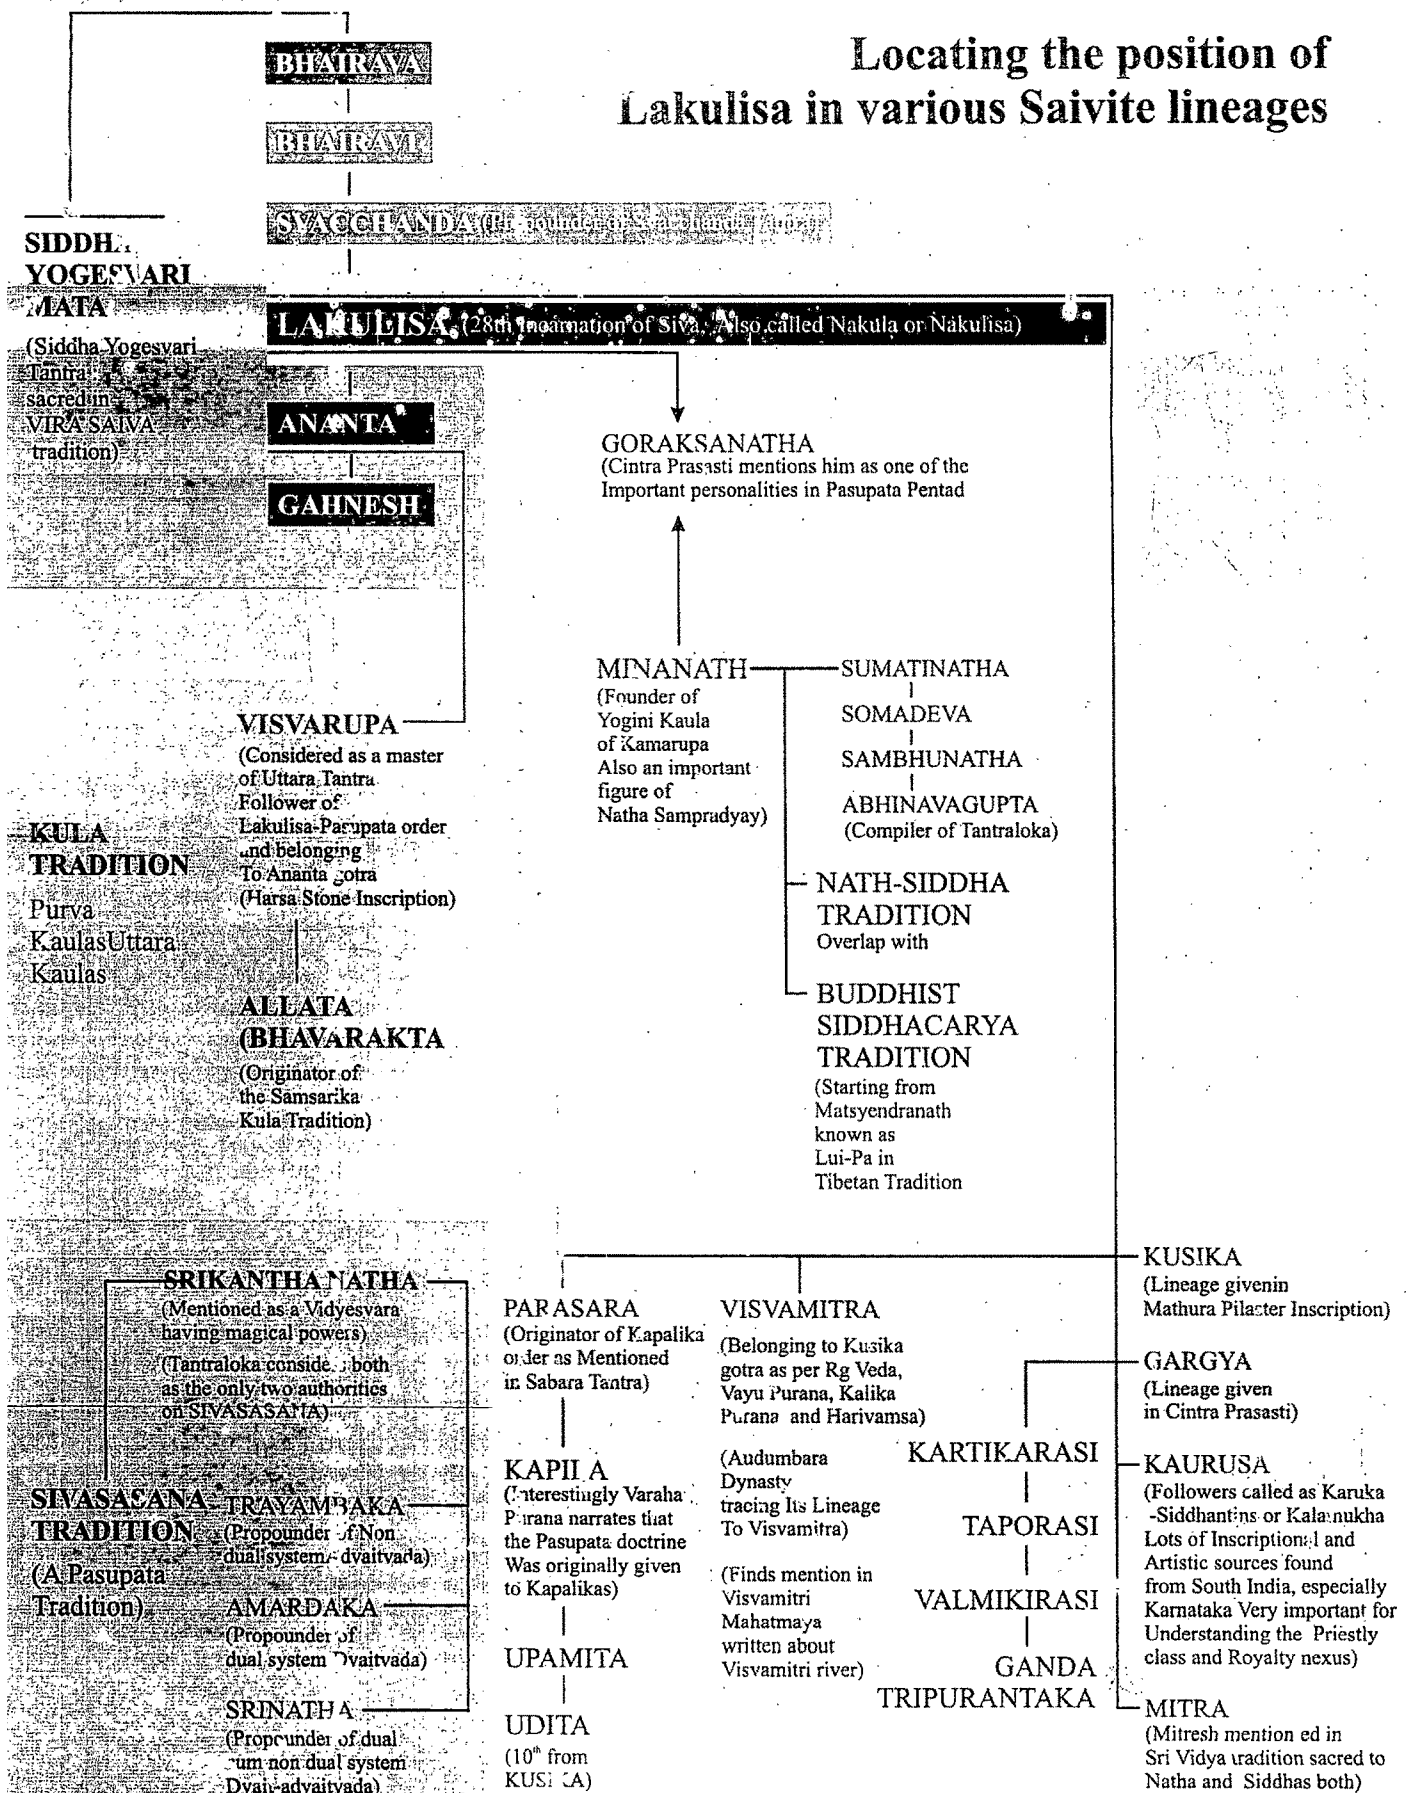 Locating the position of
Lakulisa in various Saivite lineages
BHAIRAVA
BHAIRAVI
SVACCHANDA (Propounder of Svacchanda Tantra)
SIDDHA
YOGESVARI
MATA
(Siddha Yogesvari
Tantra
sacred in
VIRA SAIVA
tradition)
LAKULISA (28th Incarnation of Siva, Also called Nakula or Nakulisa)
ANANTA
GAHNESH
GORAKSANATHA
(Cintra Prasasti mentions him as one of the
Important personalities in Pasupata Pentad
MINANATH
(Founder of
Yogini Kaula
of Kamarupa
Also an important
figure of
Natha Sampradyay)
SUMATINATHA
SOMADEVA
SAMBHUNATHA
ABHINAVAGUPTA
(Compiler of Tantraloka)
NATH-SIDDHA
TRADITION
Overlap with
BUDDHIST
SIDDHACARYA
TRADITION
(Starting from
Matsyendranath
known as
Lui-Pa in
Tibetan Tradition
VISVARUPA
(Considered as a master
of Uttara Tantra
Follower of
Lakulisa-Pasupata order
and belonging
To Ananta gotra
(Harsa Stone Inscription)
KULA
TRADITION
Purva
KaulasUttara
Kaulas
ALLATA
(BHAVARAKTA
(Originator of
the Samsarika
Kula Tradition)
SRIKANTHA NATHA
(Mentioned as a Vidyesvara
having magical powers)
(Tantraloka considers both
as the only two authorities
on SIVASASANA)
SIVASASANA
TRADITION
(A Pasupata
Tradition)
TRAYAMBAKA
(Propounder of Non
dual system Advaitvada)
AMARDAKA
(Propounder of
dual system Dvaitvada)
SRINATHA
(Propounder of dual
cum non dual system
Dvait-advaitvada)
PARASARA
(Originator of Kapalika
order as Mentioned
in Sabara Tantra)
KAPILA
(Interestingly Varaha
Purana narrates that
the Pasupata doctrine
Was originally given
to Kapalikas)
UPAMITA
UDITA
(10th from
KUSIKA)
VISVAMITRA
(Belonging to Kusika
gotra as per Rg Veda,
Vayu Purana, Kalika
Purana and Harivamsa)
(Audumbara
Dynasty
tracing Its Lineage
To Visvamitra)
(Finds mention in
Visvamitri
Mahatmaya
written about
Visvamitri river)
KUSIKA
(Lineage givenin
Mathura Pilaster Inscription)
GARGYA
(Lineage given
in Cintra Prasasti)
KARTIKARASI
TAPORASI
VALMIKIRASI
GANDA
TRIPURANTAKA
KAURUSA
(Followers called as Karuka
-Siddhantins or Kalamukha
Lots of Inscriptional and
Artistic sources found
from South India, especially
Karnataka Very important for
Understanding the Priestly
class and Royalty nexus)
MITRA
(Mitresh mention ed in
Sri Vidya tradition sacred to
Natha and Siddhas both)